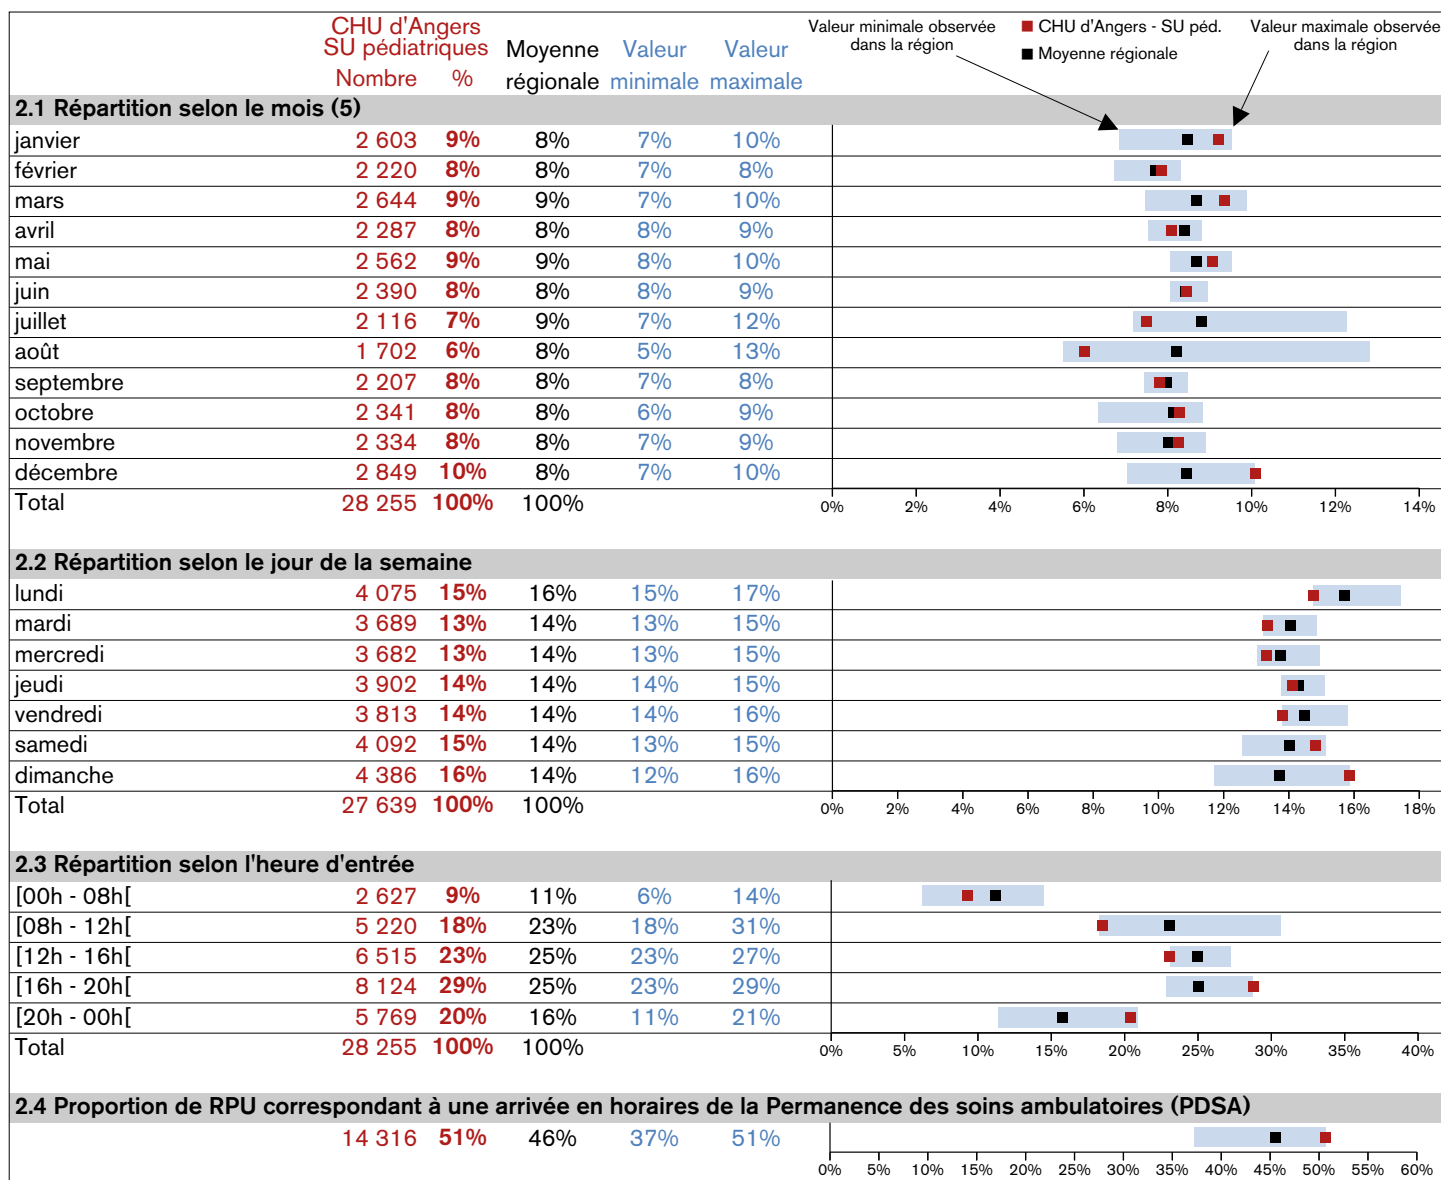 CHU d'Angers
SU pédiatriques
Nombre % Moyenne régionale Valeur minimale Valeur maximale
Valeur minimale observée dans la région
CHU d'Angers - SU péd.
Moyenne régionale
Valeur maximale observée dans la région
2.1 Répartition selon le mois (5)
janvier 2 603 9% 8% 7% 10%
février 2 220 8% 8% 7% 8%
mars 2 644 9% 9% 7% 10%
avril 2 287 8% 8% 8% 9%
mai 2 562 9% 9% 8% 10%
juin 2 390 8% 8% 8% 9%
juillet 2 116 7% 9% 7% 12%
août 1 702 6% 8% 5% 13%
septembre 2 207 8% 8% 7% 8%
octobre 2 341 8% 8% 6% 9%
novembre 2 334 8% 8% 7% 9%
décembre 2 849 10% 8% 7% 10%
Total 28 255 100% 100%
0% 2% 4% 6% 8% 10% 12% 14%
2.2 Répartition selon le jour de la semaine
lundi 4 075 15% 16% 15% 17%
mardi 3 689 13% 14% 13% 15%
mercredi 3 682 13% 14% 13% 15%
jeudi 3 902 14% 14% 14% 15%
vendredi 3 813 14% 14% 14% 16%
samedi 4 092 15% 14% 13% 15%
dimanche 4 386 16% 14% 12% 16%
Total 27 639 100% 100%
0% 2% 4% 6% 8% 10% 12% 14% 16% 18%
2.3 Répartition selon l'heure d'entrée
[00h - 08h[ 2 627 9% 11% 6% 14%
[08h - 12h[ 5 220 18% 23% 18% 31%
[12h - 16h[ 6 515 23% 25% 23% 27%
[16h - 20h[ 8 124 29% 25% 23% 29%
[20h - 00h[ 5 769 20% 16% 11% 21%
Total 28 255 100% 100%
0% 5% 10% 15% 20% 25% 30% 35% 40%
2.4 Proportion de RPU correspondant à une arrivée en horaires de la Permanence des soins ambulatoires (PDSA)
14 316 51% 46% 37% 51%
0% 5% 10% 15% 20% 25% 30% 35% 40% 45% 50% 55% 60%